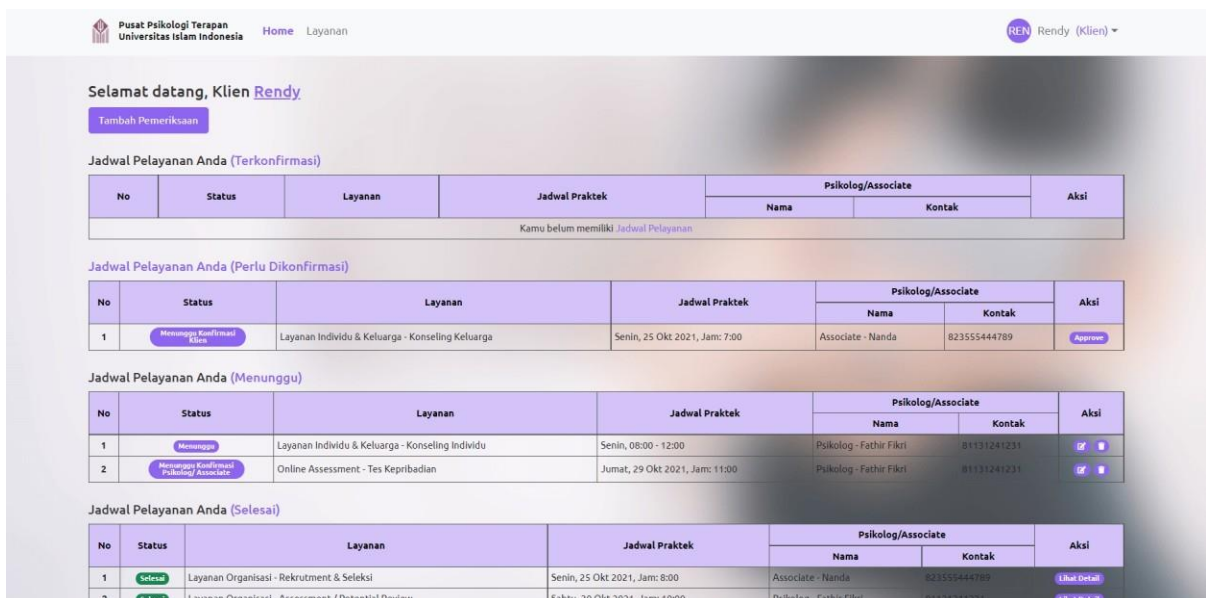 Pusat Psikologi Terapan
Universitas Islam Indonesia
Home Layanan
REN Rendy (Klien)
Selamat datang, Klien Rendy
Tambah Pemeriksaan
Jadwal Pelayanan Anda (Terkonfirmasi)
No Status Layanan Jadwal Praktek Psikolog/Associate Aksi
Nama Kontak
Kamu belum memiliki Jadwal Pelayanan
Jadwal Pelayanan Anda (Perlu Dikonfirmasi)
No Status Layanan Jadwal Praktek Psikolog/Associate Aksi
Nama Kontak
1 Menunggu Konfirmasi Klien Layanan Individu & Keluarga - Konseling Keluarga Senin, 25 Okt 2021, Jam: 7:00 Associate - Nanda 823555444789 Approve
Jadwal Pelayanan Anda (Menunggu)
No Status Layanan Jadwal Praktek Psikolog/Associate Aksi
Nama Kontak
1 Menunggu Layanan Individu & Keluarga - Konseling Individu Senin, 08:00 - 12:00 Psikolog - Fathir Fikri 81131241231
2 Menunggu Konfirmasi Psikolog/Associate Online Assessment - Tes Kepribadian Jumat, 29 Okt 2021, Jam: 11:00 Psikolog - Fathir Fikri 81131241231
Jadwal Pelayanan Anda (Selesai)
No Status Layanan Jadwal Praktek Psikolog/Associate Aksi
Nama Kontak
1 Selesai Layanan Organisasi - Rekrutment & Seleksi Senin, 25 Okt 2021, Jam: 8:00 Associate - Nanda 823555444789 Lihat Detail